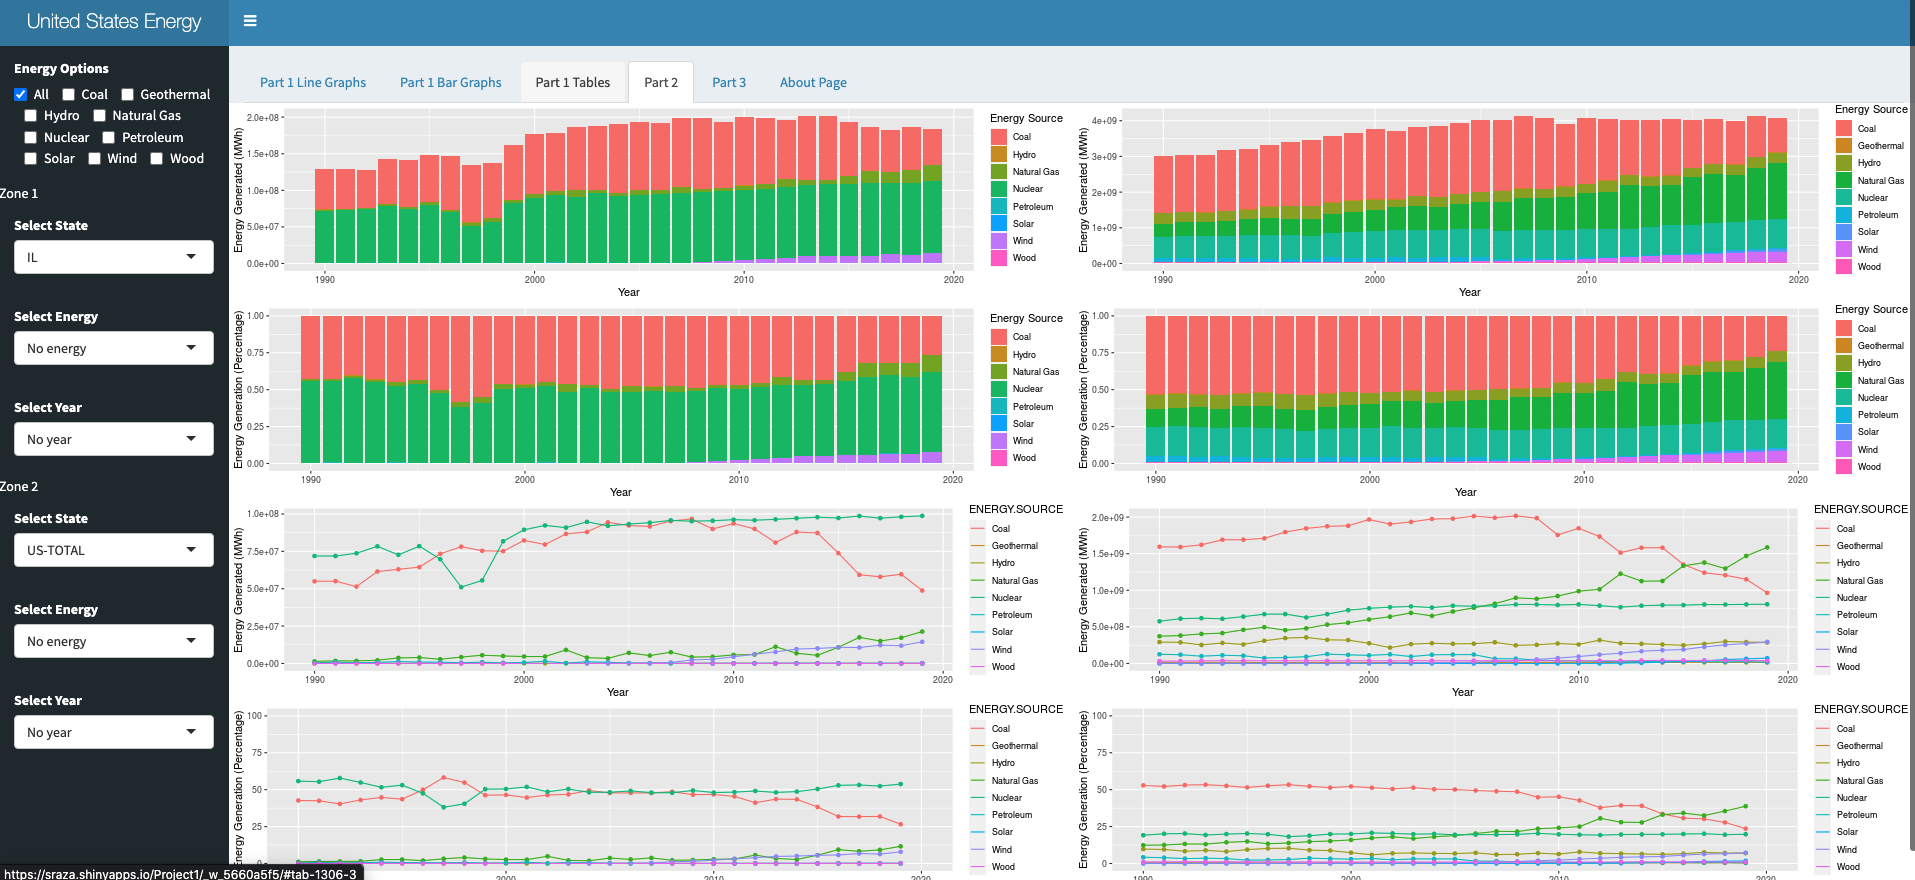 United States Energy
Energy Options
All Coal Geothermal
Hydro Natural Gas
Nuclear Petroleum
Solar Wind Wood
Zone 1
Select State
IL
Select Energy
No energy
Select Year
No year
Zone 2
Select State
US-TOTAL
Select Energy
No energy
Select Year
No year
https://sraza.shinyapps.io/Project1/_w_5660a5f5/#tab-1306-3
Part 1 Line Graphs Part 1 Bar Graphs Part 1 Tables Part 2 Part 3 About Page
Energy Generated (MWh)
2.0e+08
1.5e+08
1.0e+08
5.0e+07
0.0e+00
1990 2000 2010 2020
Year
Energy Source
Coal
Hydro
Natural Gas
Nuclear
Petroleum
Solar
Wind
Wood
Energy Generated (MWh)
4e+09
3e+09
2e+09
1e+09
0e+00
1990 2000 2010 2020
Year
Energy Source
Coal
Geothermal
Hydro
Natural Gas
Nuclear
Petroleum
Solar
Wind
Wood
Energy Generation (Percentage)
1.00
0.75
0.50
0.25
0.00
1990 2000 2010 2020
Year
Energy Source
Coal
Hydro
Natural Gas
Nuclear
Petroleum
Solar
Wind
Wood
Energy Generation (Percentage)
1.00
0.75
0.50
0.25
0.00
1990 2000 2010 2020
Year
Energy Source
Coal
Geothermal
Hydro
Natural Gas
Nuclear
Petroleum
Solar
Wind
Wood
Energy Generated (MWh)
1.0e+08
7.5e+07
5.0e+07
2.5e+07
0.0e+00
1990 2000 2010 2020
Year
ENERGY.SOURCE
Coal
Geothermal
Hydro
Natural Gas
Nuclear
Petroleum
Solar
Wind
Wood
Energy Generated (MWh)
2.0e+09
1.5e+09
1.0e+09
5.0e+08
0.0e+00
1990 2000 2010 2020
Year
ENERGY.SOURCE
Coal
Geothermal
Hydro
Natural Gas
Nuclear
Petroleum
Solar
Wind
Wood
Energy Generation (Percentage)
100
75
50
25
0
2000 2010 2020
ENERGY.SOURCE
Coal
Geothermal
Hydro
Natural Gas
Nuclear
Petroleum
Solar
Wind
Wood
Energy Generation (Percentage)
100
75
50
25
0
1990 2000 2010 2020
ENERGY.SOURCE
Coal
Geothermal
Hydro
Natural Gas
Nuclear
Petroleum
Solar
Wind
Wood